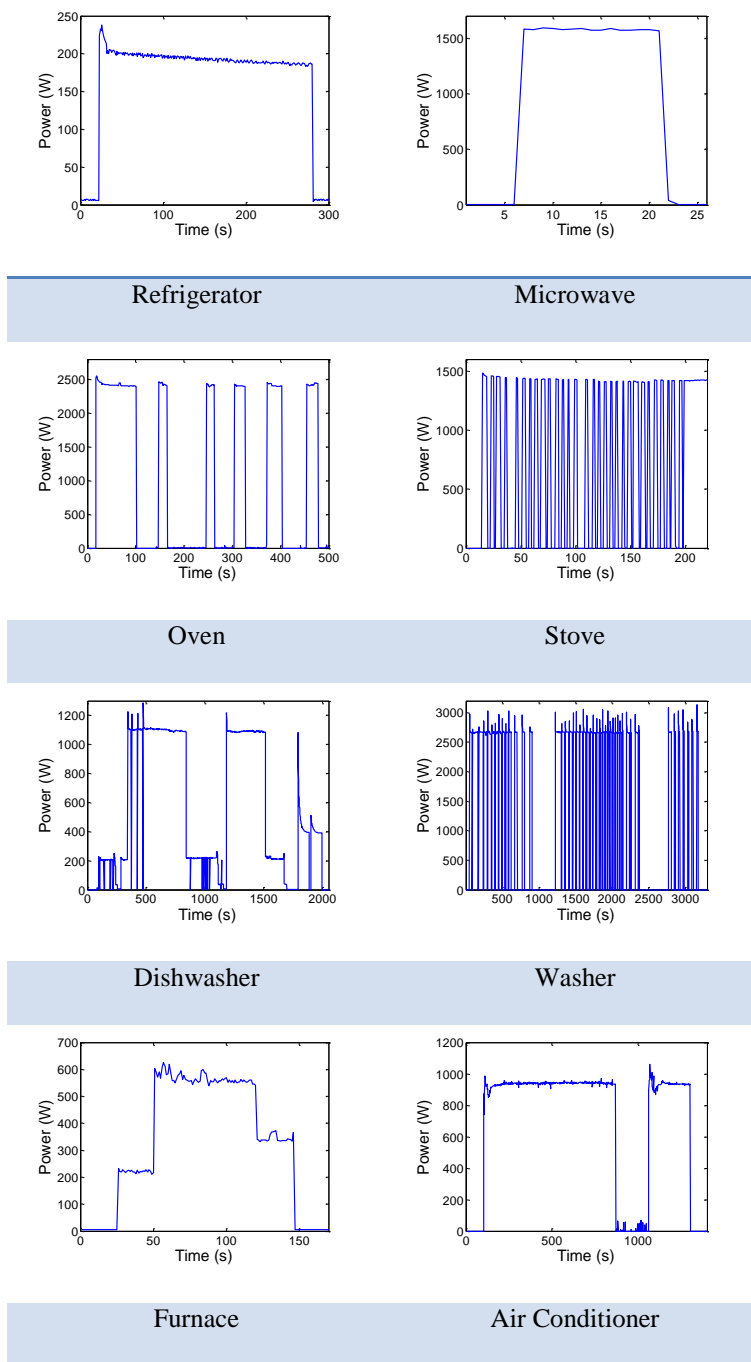 250
200
150
100
50
0
Power (W)
0 100 200 300
Time (s)
1500
1000
500
0
Power (W)
5 10 15 20 25
Time (s)
Refrigerator Microwave
2500
2000
1500
1000
500
0
Power (W)
0 100 200 300 400 500
Time (s)
1500
1000
500
0
Power (W)
0 50 100 150 200
Time (s)
Oven Stove
1200
1000
800
600
400
200
0
Power (W)
0 500 1000 1500 2000
Time (s)
3000
2500
2000
1500
1000
500
0
Power (W)
500 1000 1500 2000 2500 3000
Time (s)
Dishwasher Washer
700
600
500
400
300
200
100
0
Power (W)
0 50 100 150
Time (s)
1200
1000
800
600
400
200
0
Power (W)
0 500 1000
Time (s)
Furnace Air Conditioner